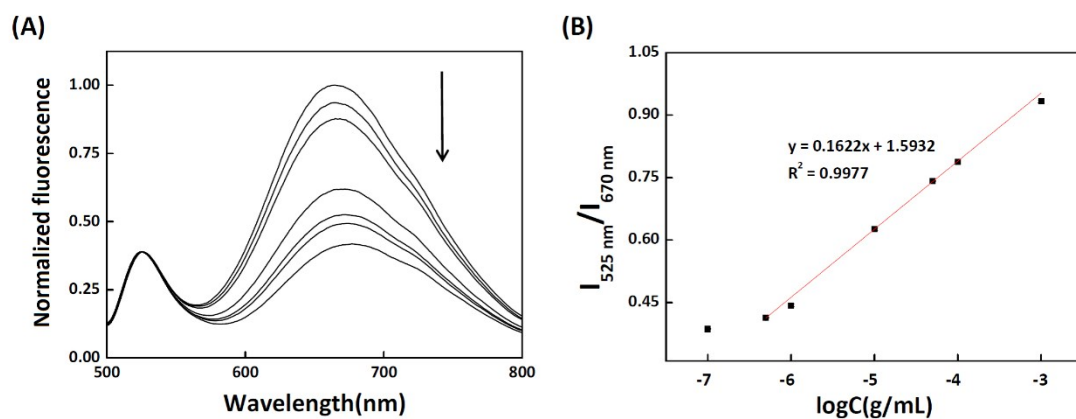 (A)
Normalized fluorescence
1.00
0.75
0.50
0.25
0.00
500
600
700
800
Wavelength(nm)
(B)
I 525 nm/I 670 nm
1.05
0.90
0.75
0.60
0.45
y = 0.1622x + 1.5932
R² = 0.9977
-7
-6
-5
-4
-3
logC(g/mL)